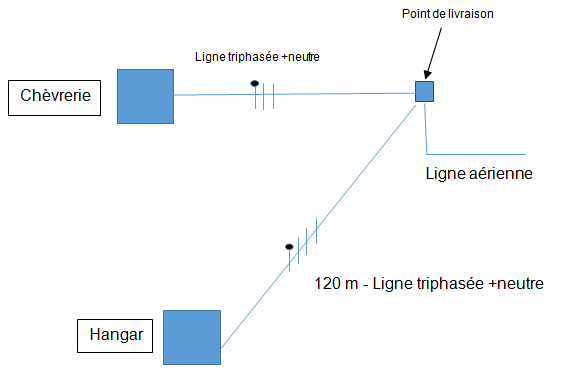 Point de livraison
Ligne triphasée +neutre
Chèvrerie
Ligne aérienne
120 m - Ligne triphasée +neutre
Hangar